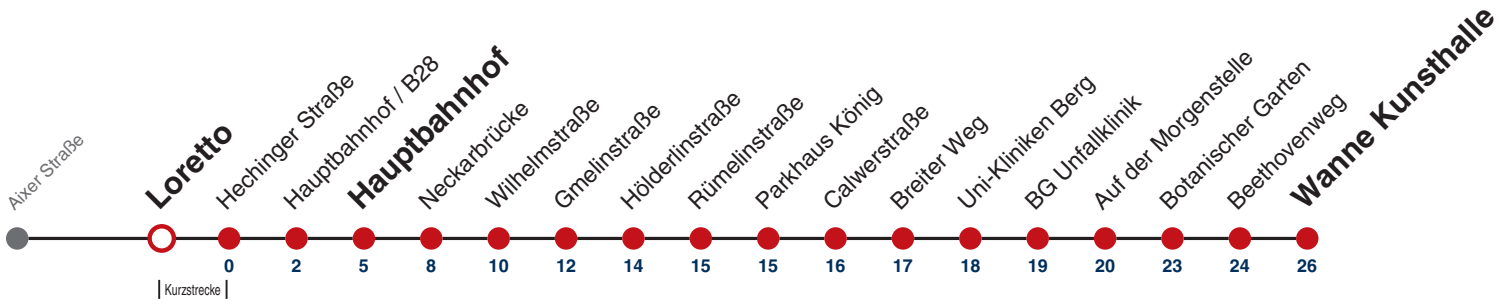 Aixer Straße
Loretto
Hechinger Straße
Hauptbahnhof / B28
Hauptbahnhof
Neckarbrücke
Wilhelmstraße
Gmelinstraße
Hölderlinstraße
Rümelinstraße
Parkhaus König
Calwerstraße
Breiter Weg
Uni-Kliniken Berg
BG Unfallklinik
Auf der Morgenstelle
Botanischer Garten
Beethovenweg
Wanne Kunsthalle
0 2 5 8 10 12 14 15 15 16 17 18 19 20 23 24 26
Kurzstrecke